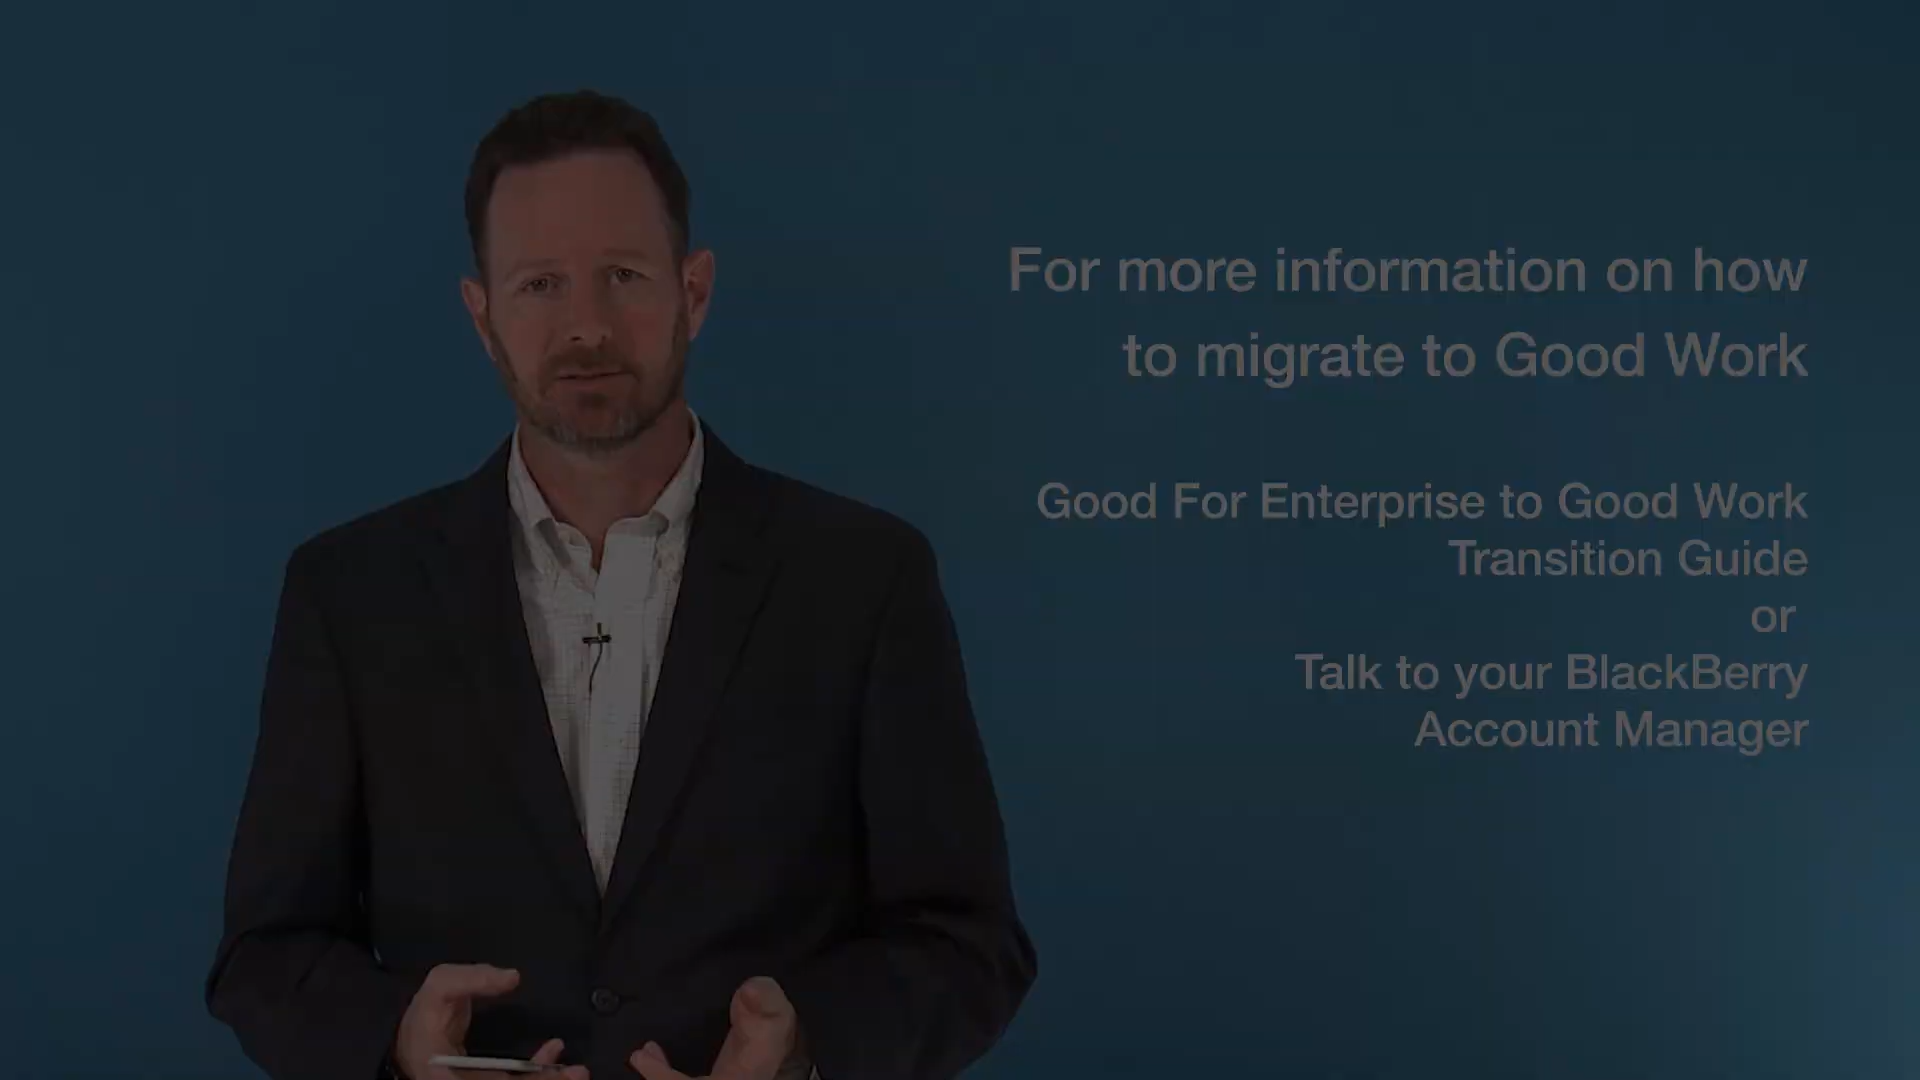 For more information on how
to migrate to Good Work
Good For Enterprise to Good Work
Transition Guide
or
Talk to your BlackBerry
Account Manager